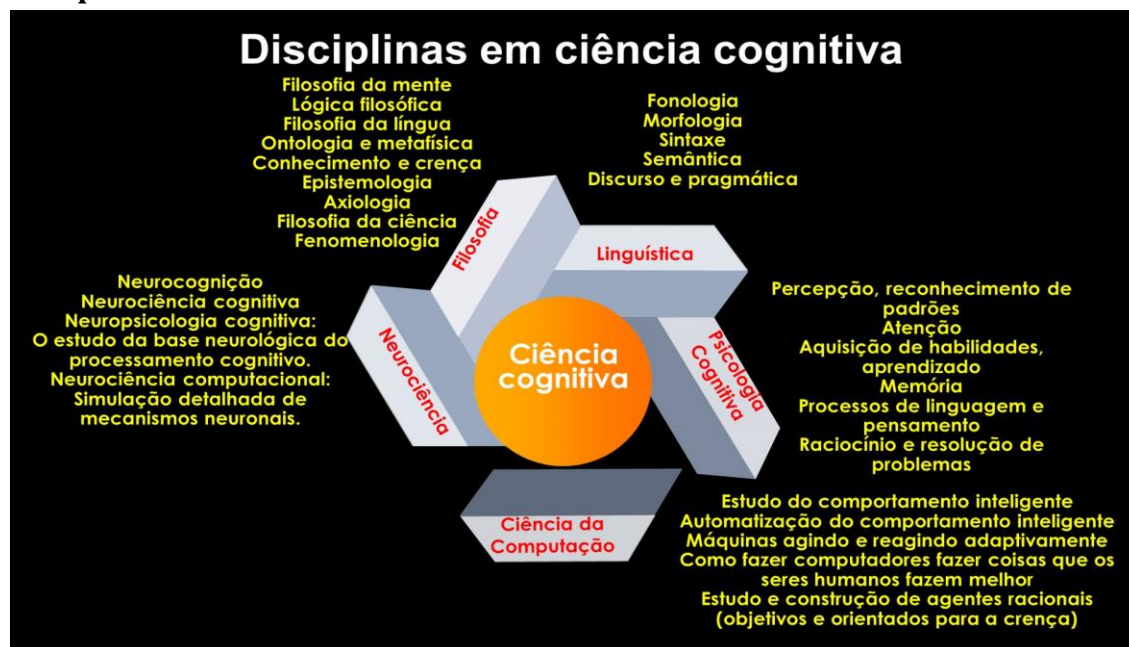 Disciplinas em ciência cognitiva
Filosofia da mente
Lógica filosófica
Filosofia da língua
Ontologia e metafísica
Conhecimento e crença
Epistemologia
Axiologia
Filosofia da ciência
Fenomenologia
Fonologia
Morfologia
Sintaxe
Semântica
Discurso e pragmática
Filosofia
Linguística
Neurocognição
Neurociência cognitiva
Neuropsicologia cognitiva:
O estudo da base neurológica do
processamento cognitivo.
Neurociência computacional:
Simulação detalhada de
mecanismos neuronais.
Neurociência
Ciência
cognitiva
Psicologia
Cognitiva
Percepção, reconhecimento de
padrões
Atenção
Aquisição de habilidades,
aprendizado
Memória
Processos de linguagem e
pensamento
Raciocínio e resolução de
problemas
Ciência da
Computação
Estudo do comportamento inteligente
Automatização do comportamento inteligente
Máquinas agindo e reagindo adaptivamente
Como fazer computadores fazer coisas que os
seres humanos fazem melhor
Estudo e construção de agentes racionais
(objetivos e orientados para a crença)